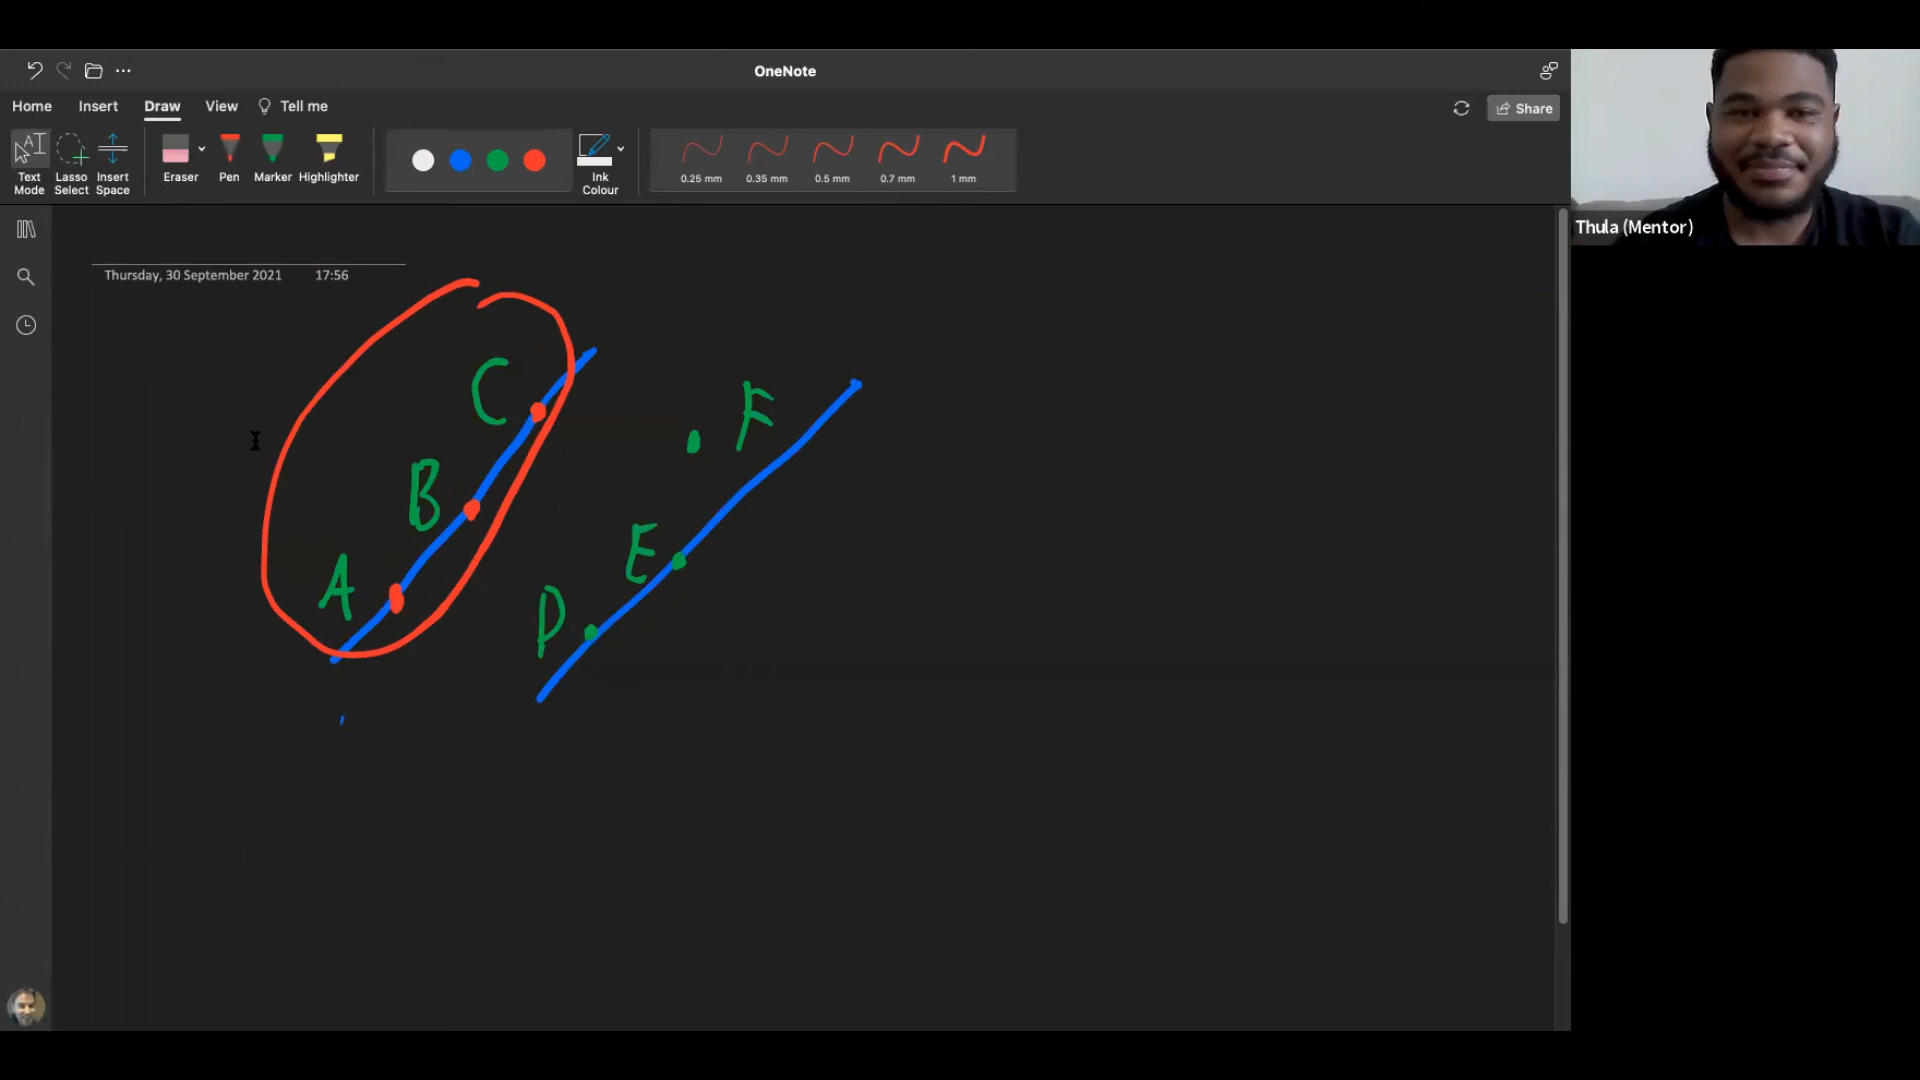 OneNote
Home Insert Draw View Tell me
Share
Text Mode
Lasso Select
Insert Space
Eraser
Pen
Marker
Highlighter
Ink Colour
0.25 mm
0.35 mm
0.5 mm
0.7 mm
1 mm
Thula (Mentor)
Thursday, 30 September 2021 17:56
C
F
B
E
A
D